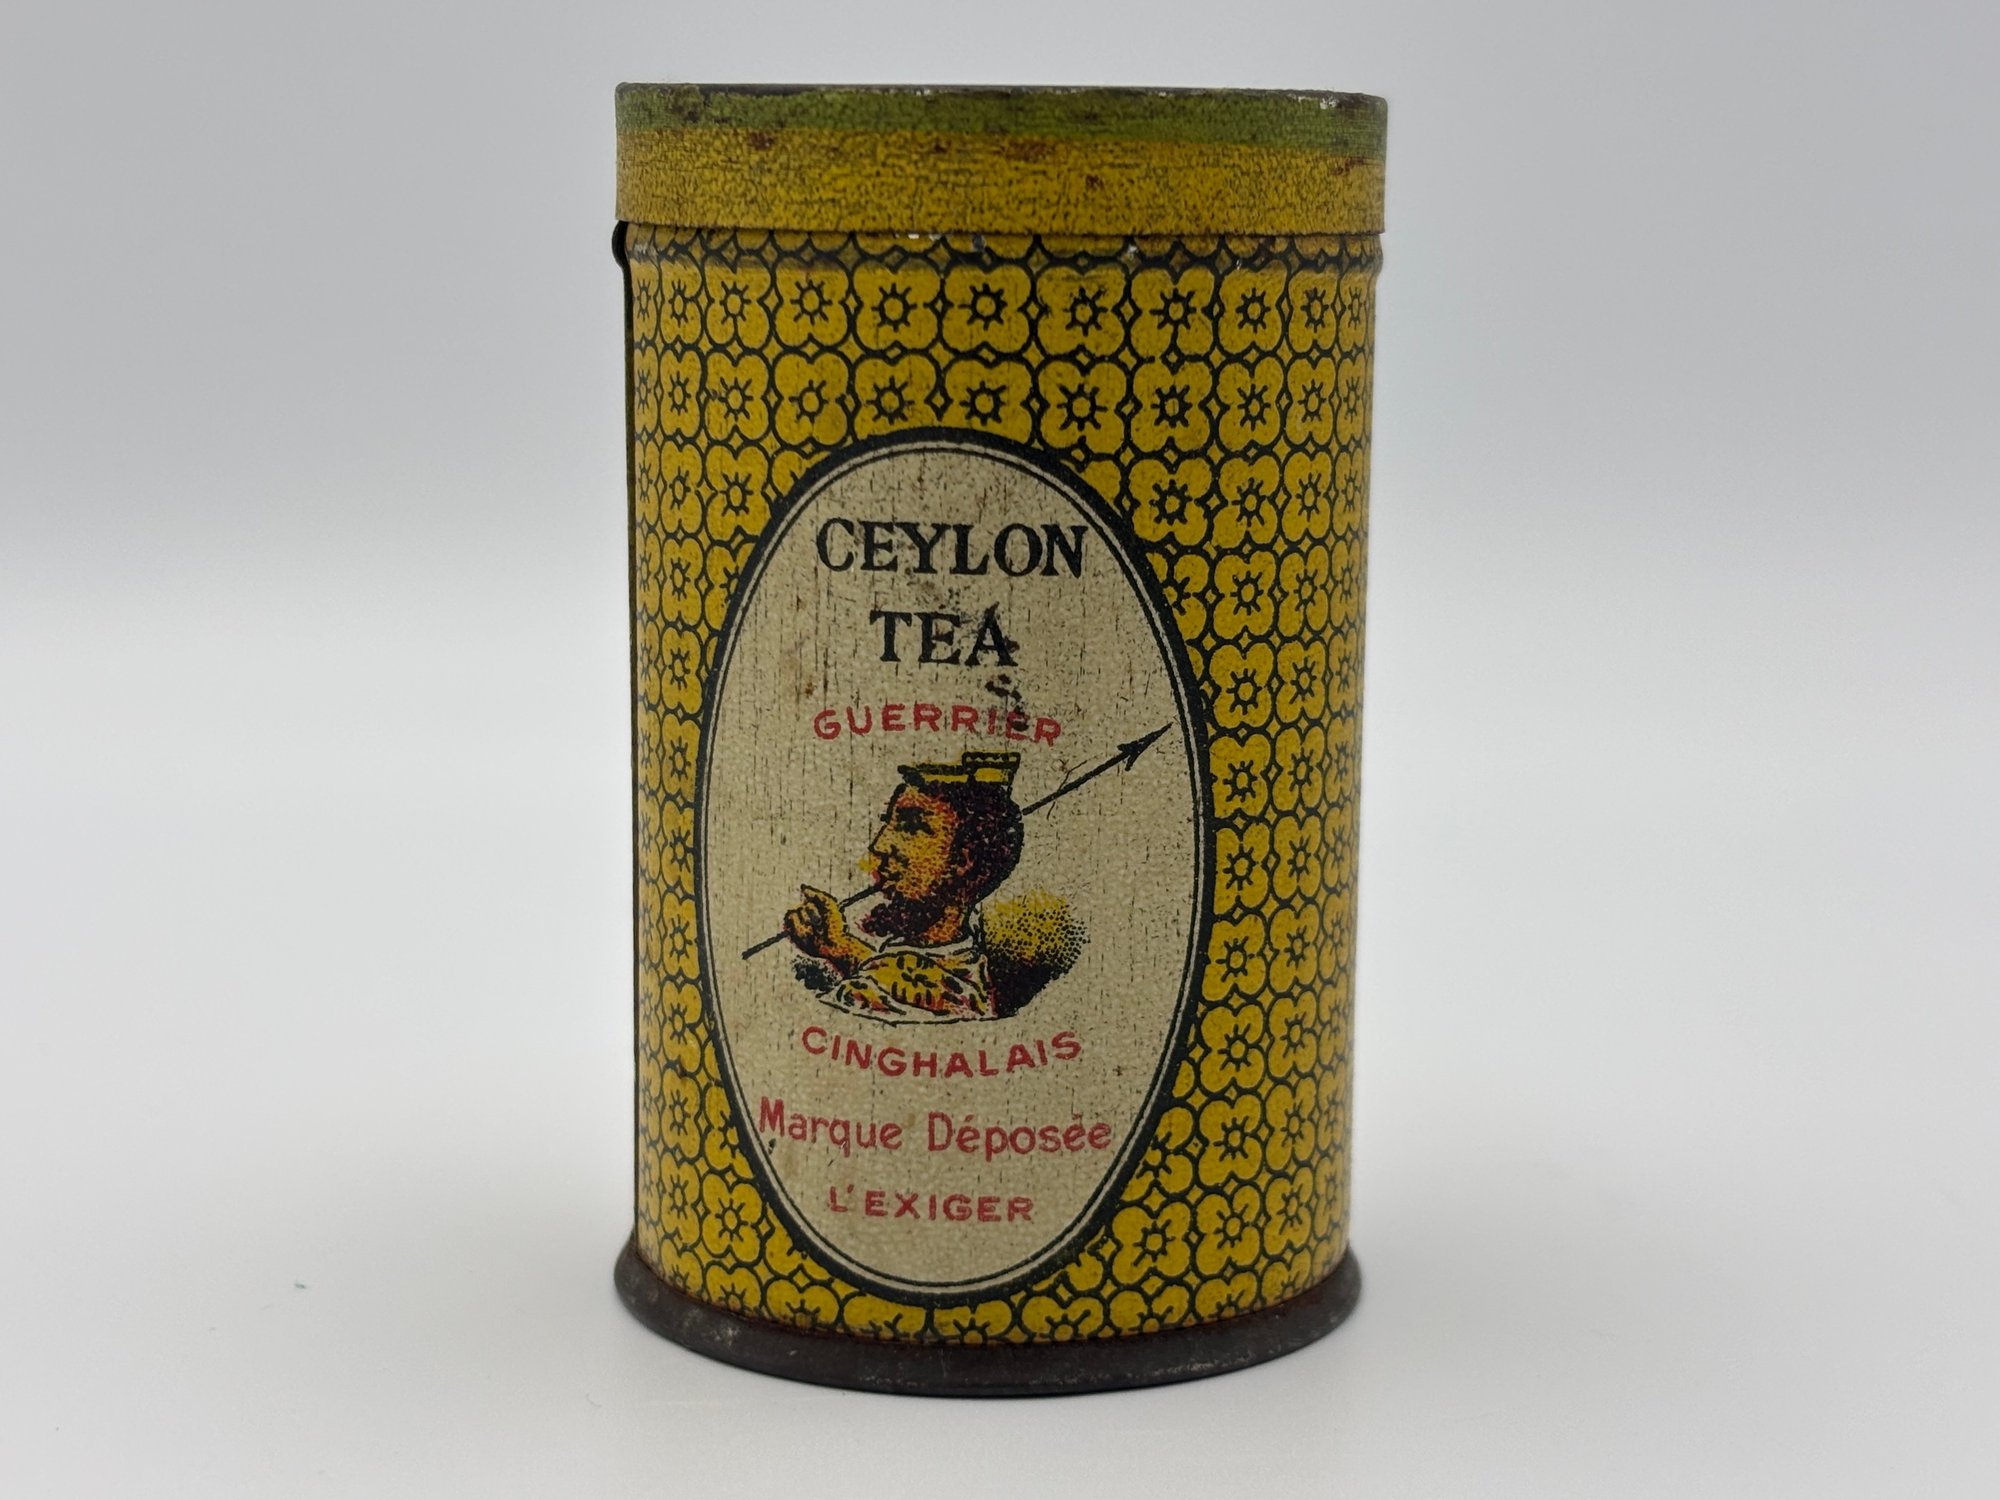 CEYLON
TEA
GUERRIER
CINGHALAIS
Marque Déposée
L'EXIGER